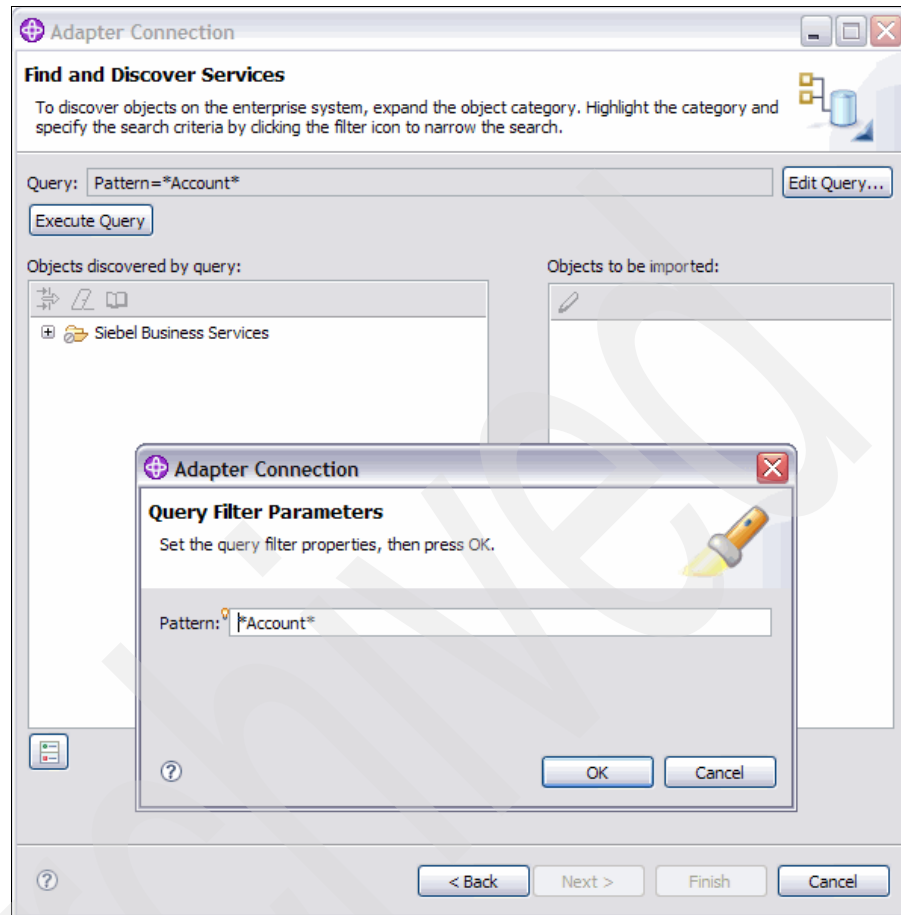 Adapter Connection
Find and Discover Services
To discover objects on the enterprise system, expand the object category. Highlight the category and
specify the search criteria by clicking the filter icon to narrow the search.
Query: Pattern=*Account* Edit Query...
Execute Query
Objects discovered by query: Objects to be imported:
Siebel Business Services
Adapter Connection
Query Filter Parameters
Set the query filter properties, then press OK.
Pattern: *Account*
OK Cancel
< Back Next > Finish Cancel
Archived